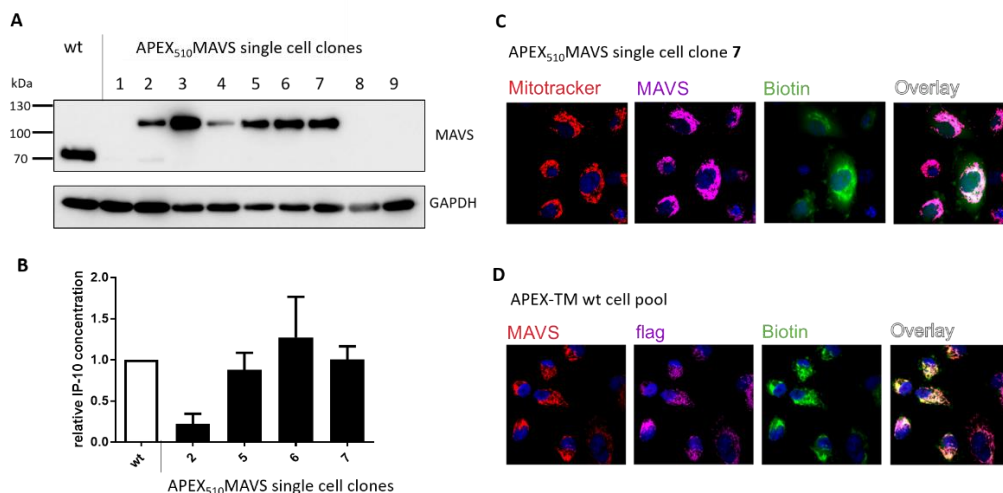 A
wt
APEX₅₁₀MAVS single cell clones
kDa
1 2 3 4 5 6 7 8 9
130
100
70
MAVS
GAPDH
B
relative IP-10 concentration
2.0
1.5
1.0
0.5
0.0
wt 2 5 6 7
APEX₅₁₀MAVS single cell clones
C
APEX₅₁₀MAVS single cell clone 7
Mitotracker MAVS Biotin Overlay
D
APEX-TM wt cell pool
MAVS flag Biotin Overlay